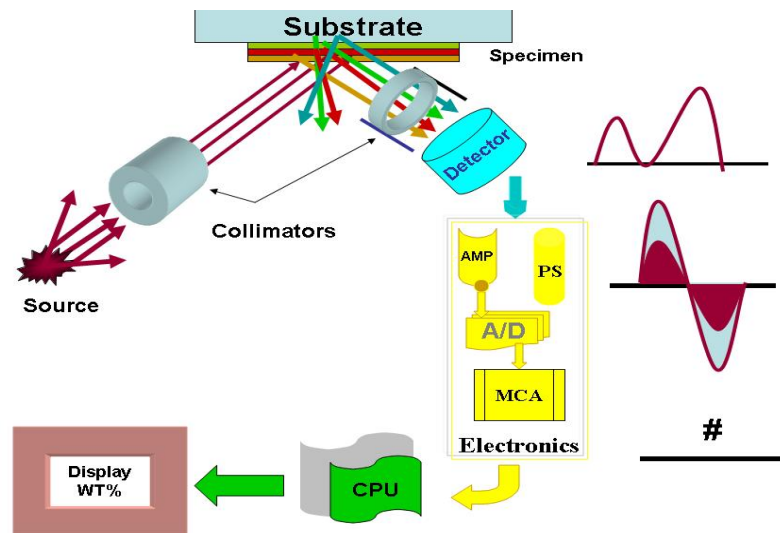 Substrate
Specimen
Detector
Collimators
Source
AMP
PS
A/D
MCA
Electronics
#
CPU
Display
WT%